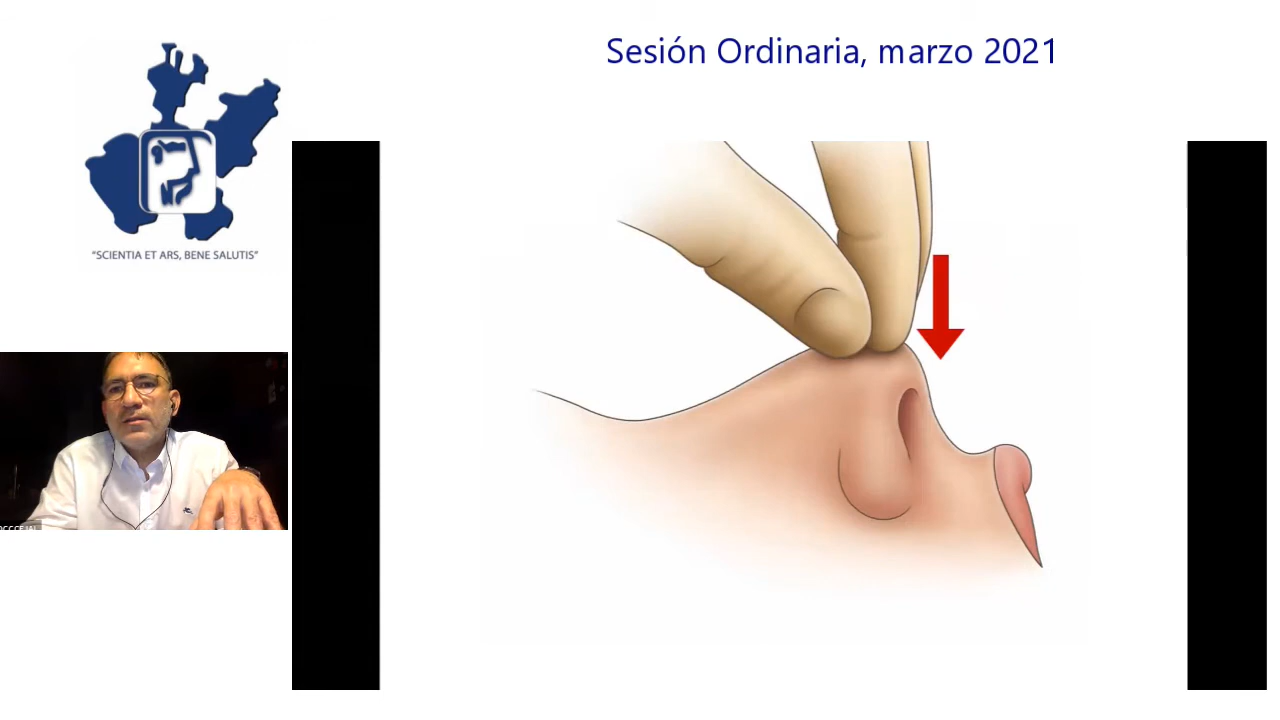 Sesión Ordinaria, marzo 2021
“SCIENTIA ET ARS, BENE SALUTIS”